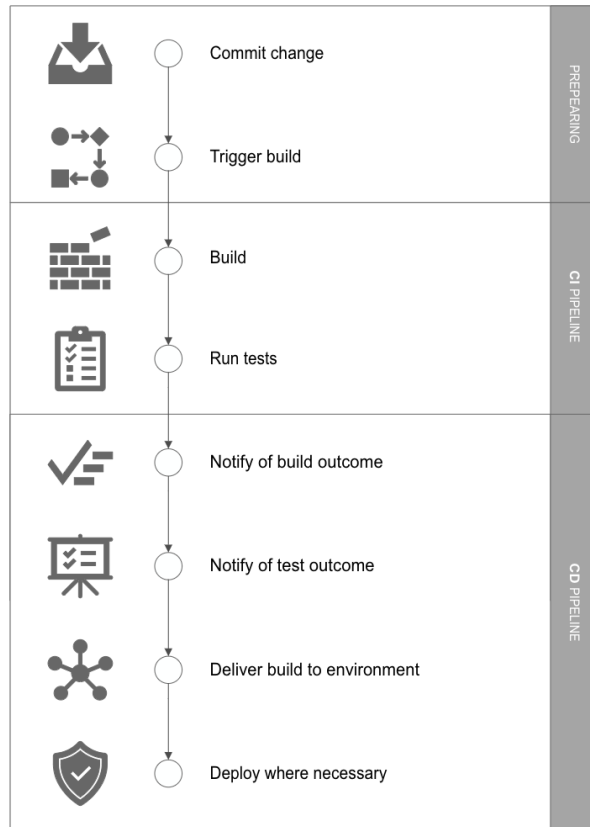 Commit change
Trigger build
PREPEARING
Build
Run tests
CI PIPELINE
Notify of build outcome
Notify of test outcome
Deliver build to environment
Deploy where necessary
CD PIPELINE